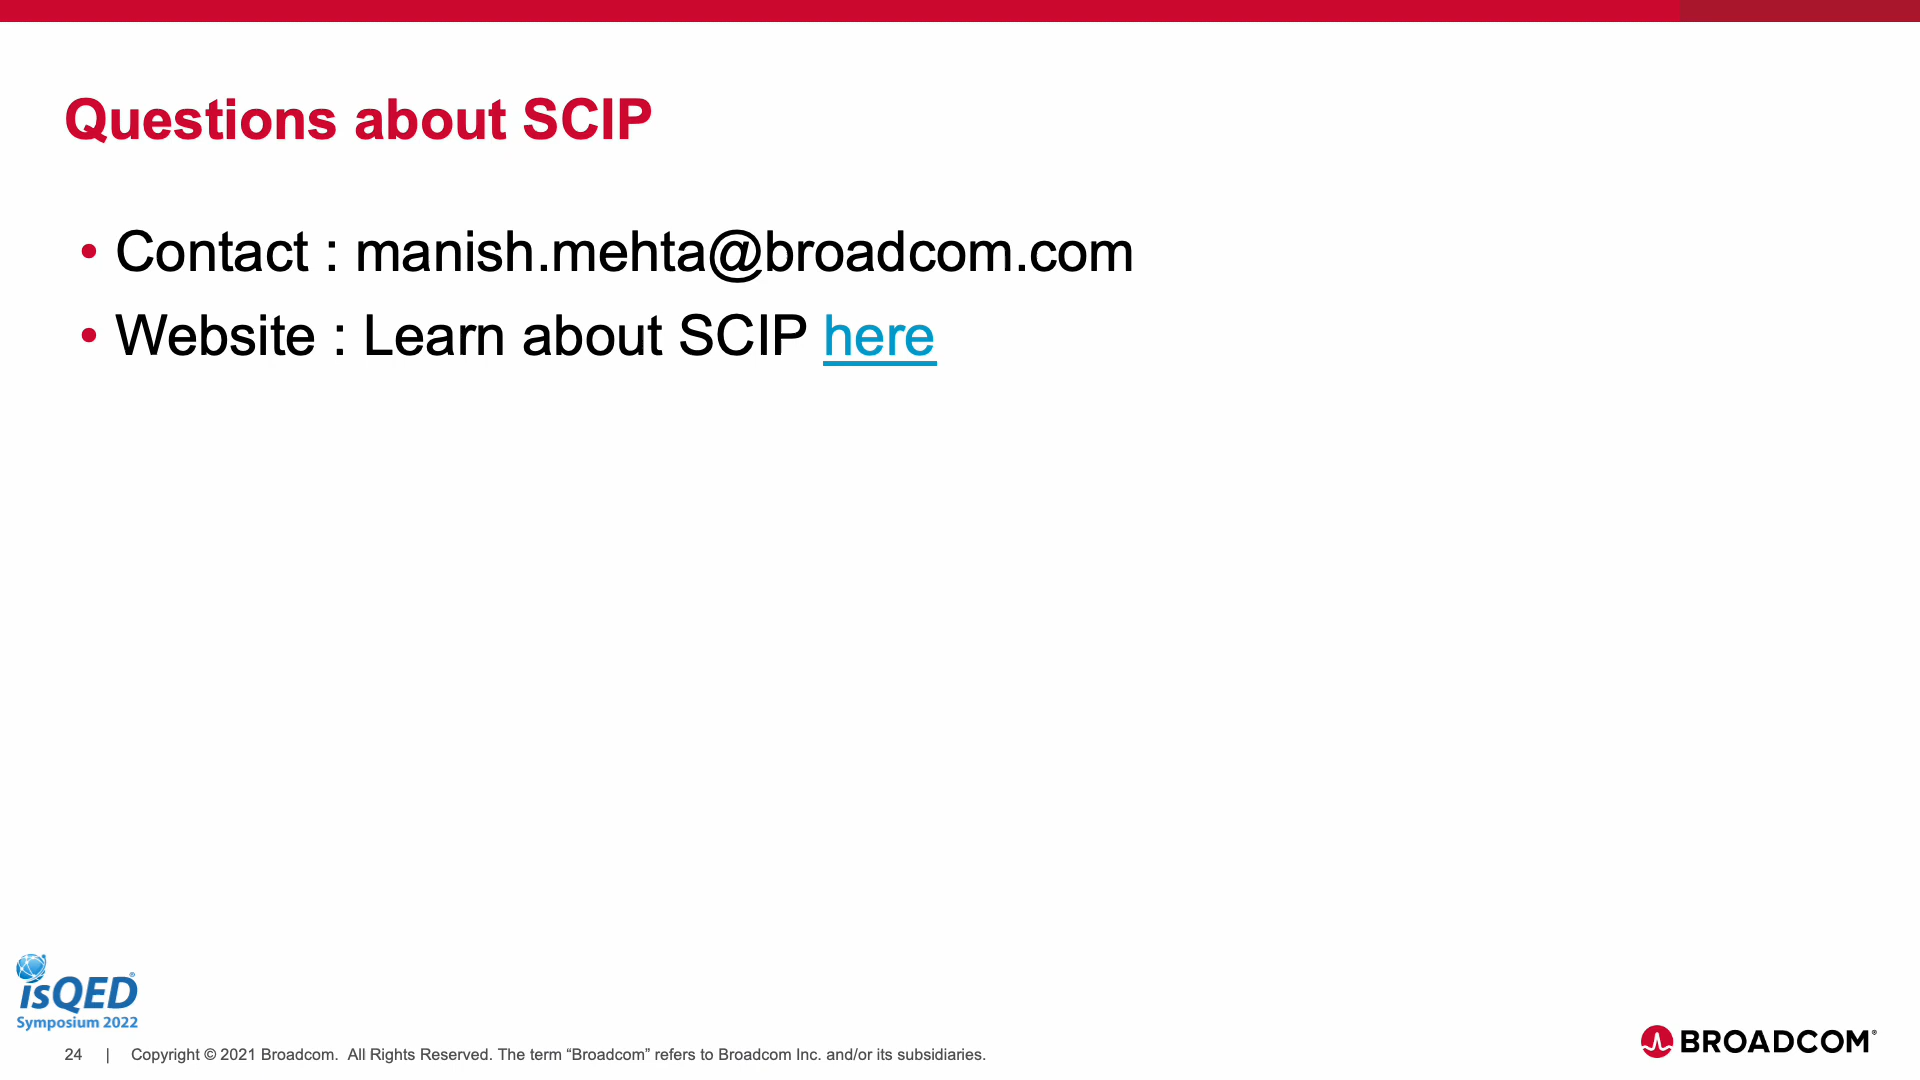 Questions about SCIP
• Contact : manish.mehta@broadcom.com
• Website : Learn about SCIP here
isQED®
Symposium 2022
24 | Copyright © 2021 Broadcom. All Rights Reserved. The term “Broadcom” refers to Broadcom Inc. and/or its subsidiaries.
BROADCOM®